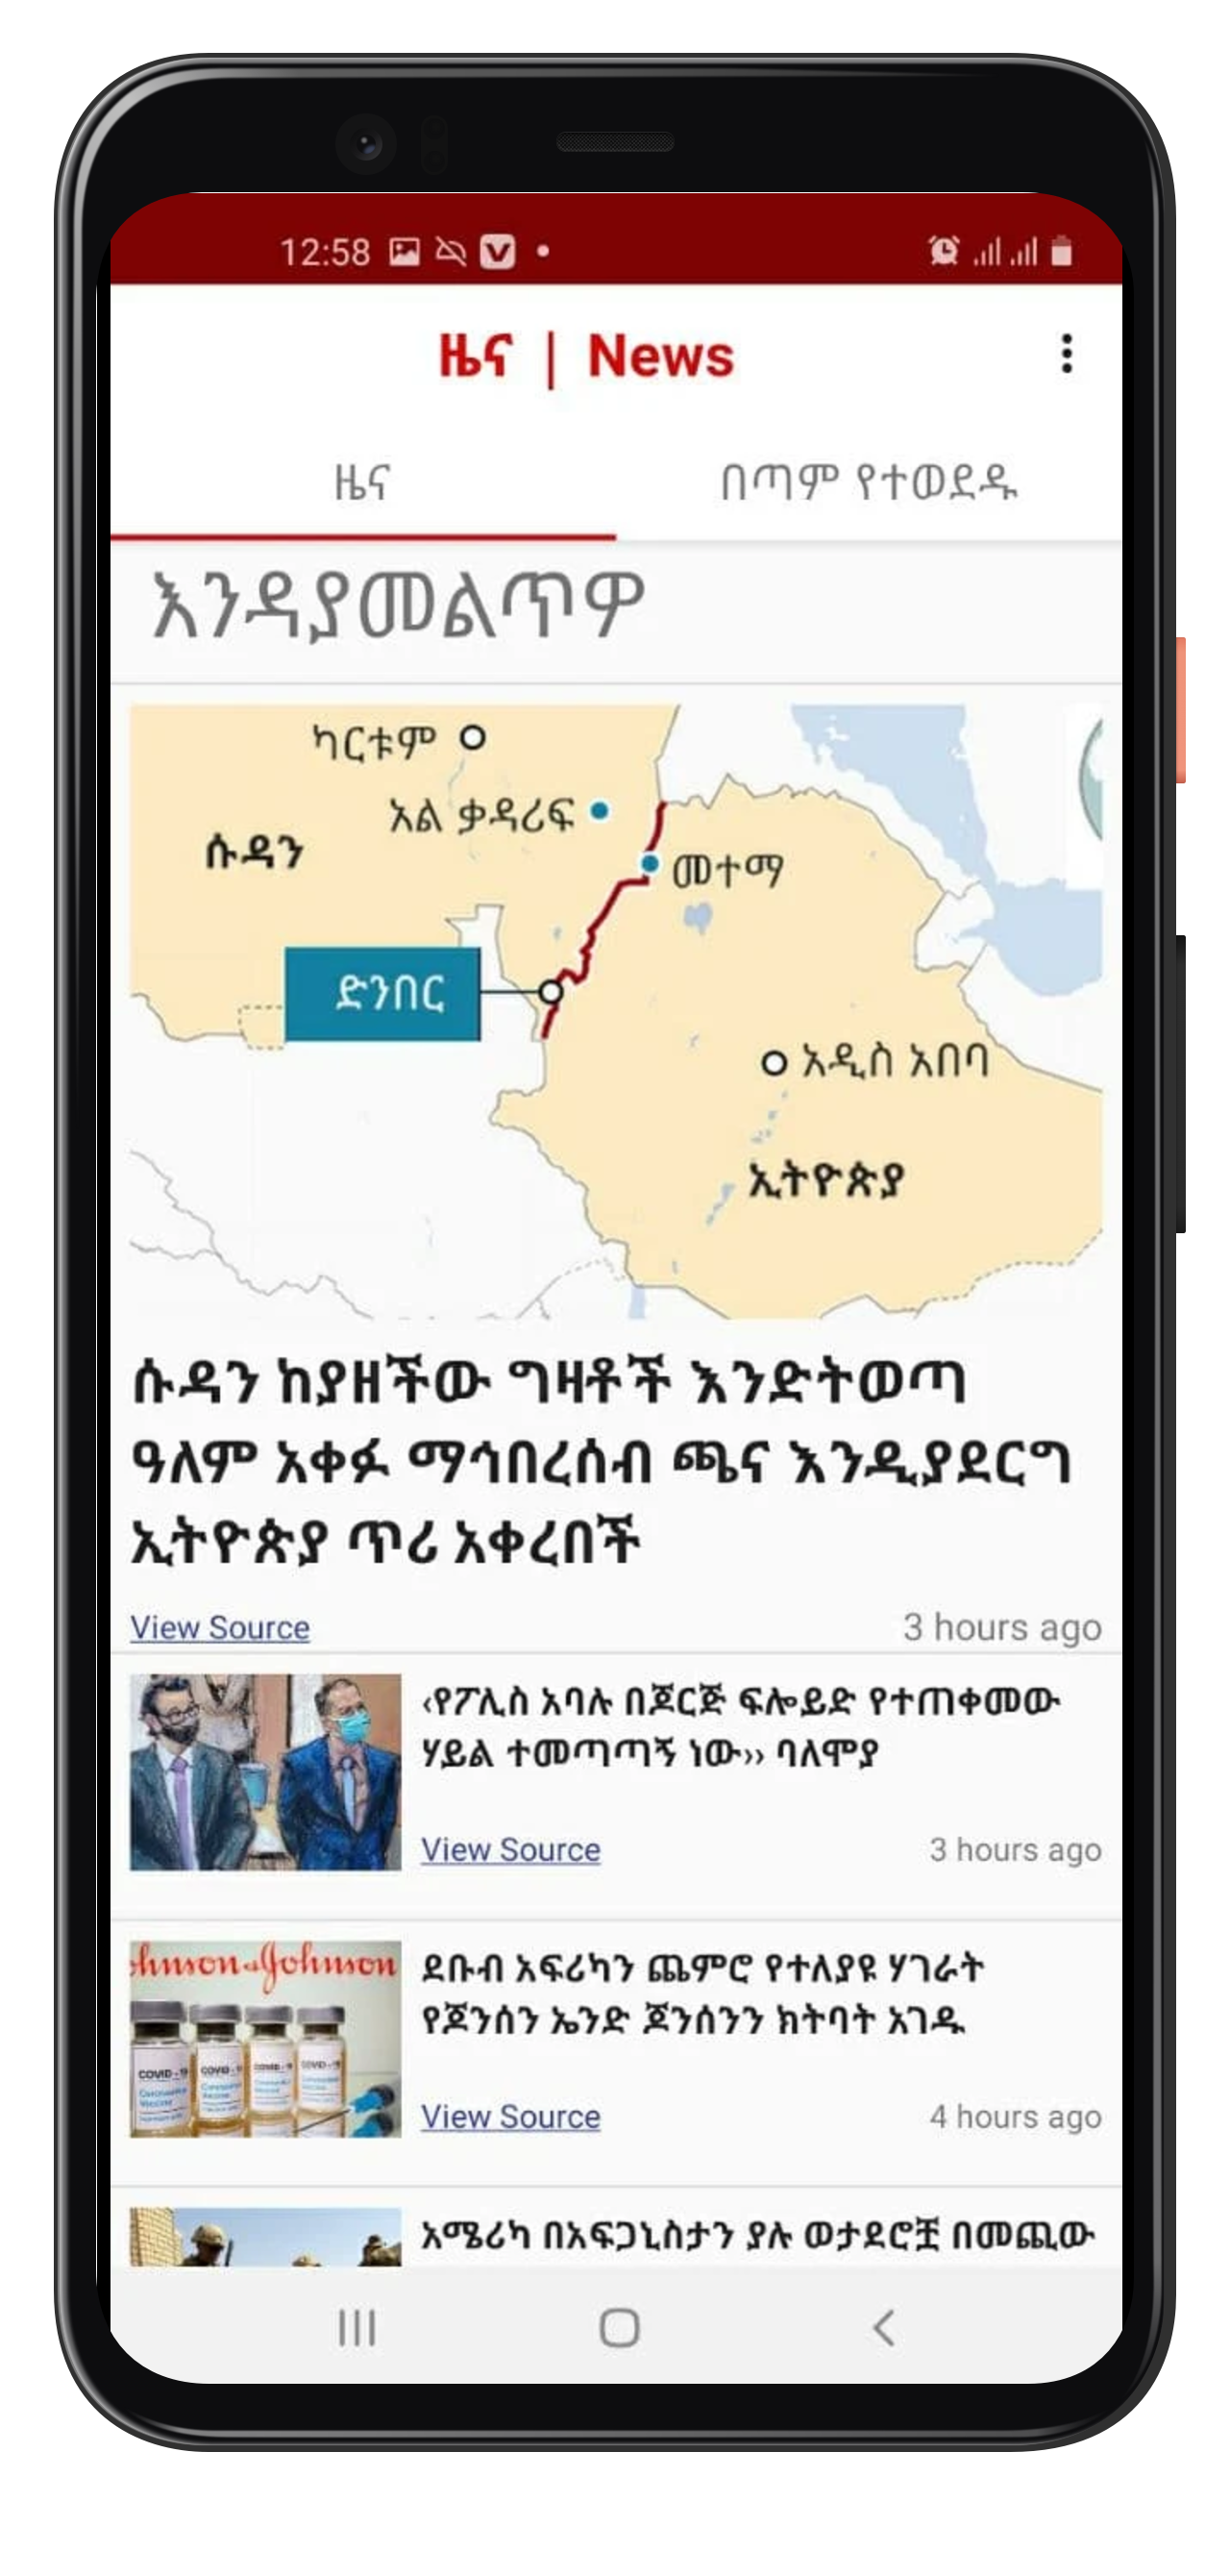 12:58
ዜና | News
ዜና በጣም የተወደዱ
እንዳያመልጥዎ
ካርቱም
አል ቃዳሪፍ
ሱዳን
መተማ
ድንበር
አዲስ አበባ
ኢትዮጵያ
ሱዳን ከያዘችው ግዛቶች እንድትወጣ
ዓለም አቀፉ ማኅበረሰብ ጫና እንዲያደርግ
ኢትዮጵያ ጥሪ አቀረበች
View Source 3 hours ago
‹የፖሊስ አባሉ በጆርጅ ፍሎይድ የተጠቀመው
ሃይል ተመጣጣኝ ነው›› ባለሞያ
View Source 3 hours ago
hnson&Johnson
COVID-19
ደቡብ አፍሪካን ጨምሮ የተለያዩ ሃገራት
የጆንሰን ኤንድ ጆንሰንን ክትባት አገዱ
View Source 4 hours ago
አሜሪካ በአፍጋኒስታን ያሉ ወታደሮቿ በመጪው